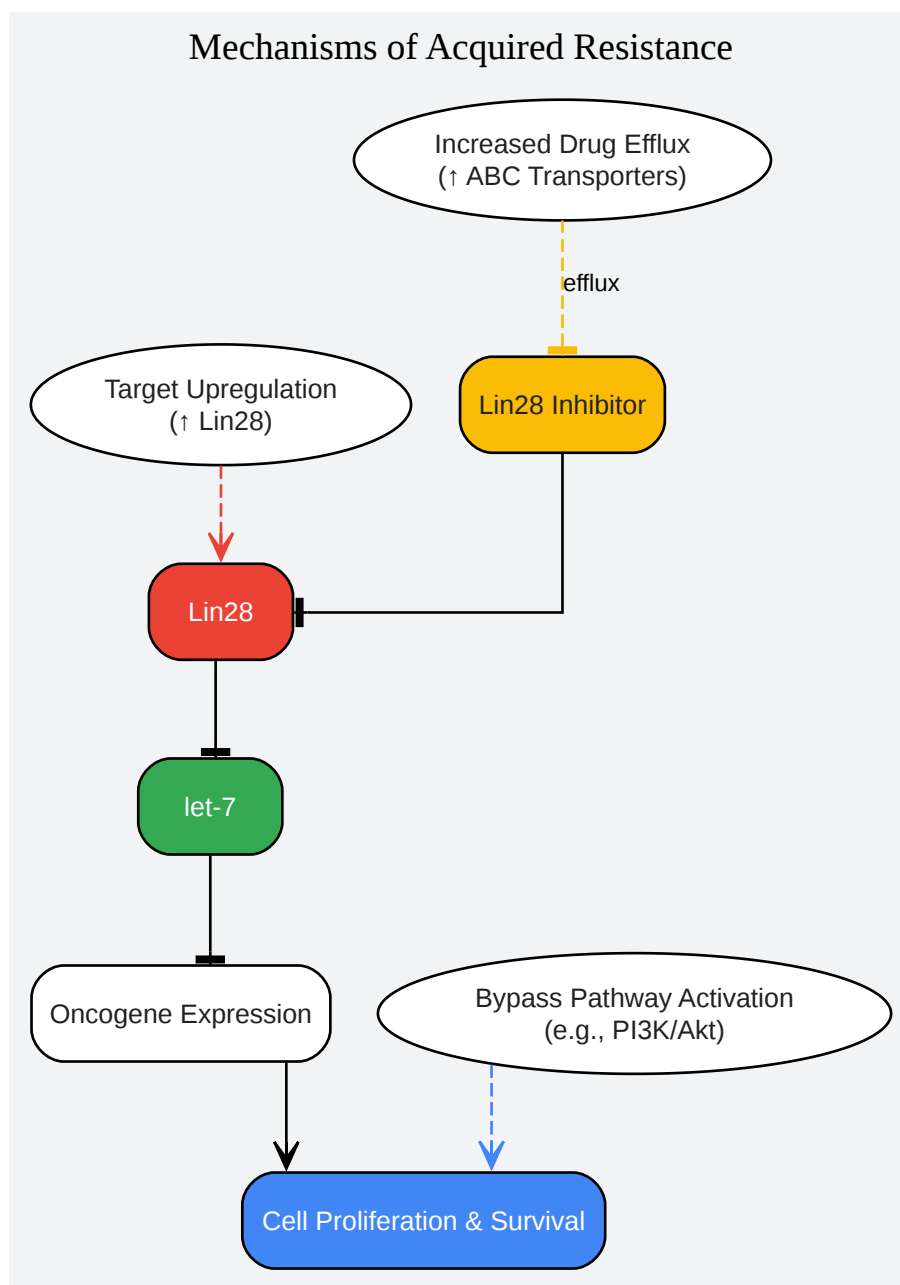 Mechanisms of Acquired Resistance
Increased Drug Efflux
(↑ ABC Transporters)
efflux
Target Upregulation
(↑ Lin28)
Lin28 Inhibitor
Lin28
let-7
Oncogene Expression
Bypass Pathway Activation
(e.g., PI3K/Akt)
Cell Proliferation & Survival